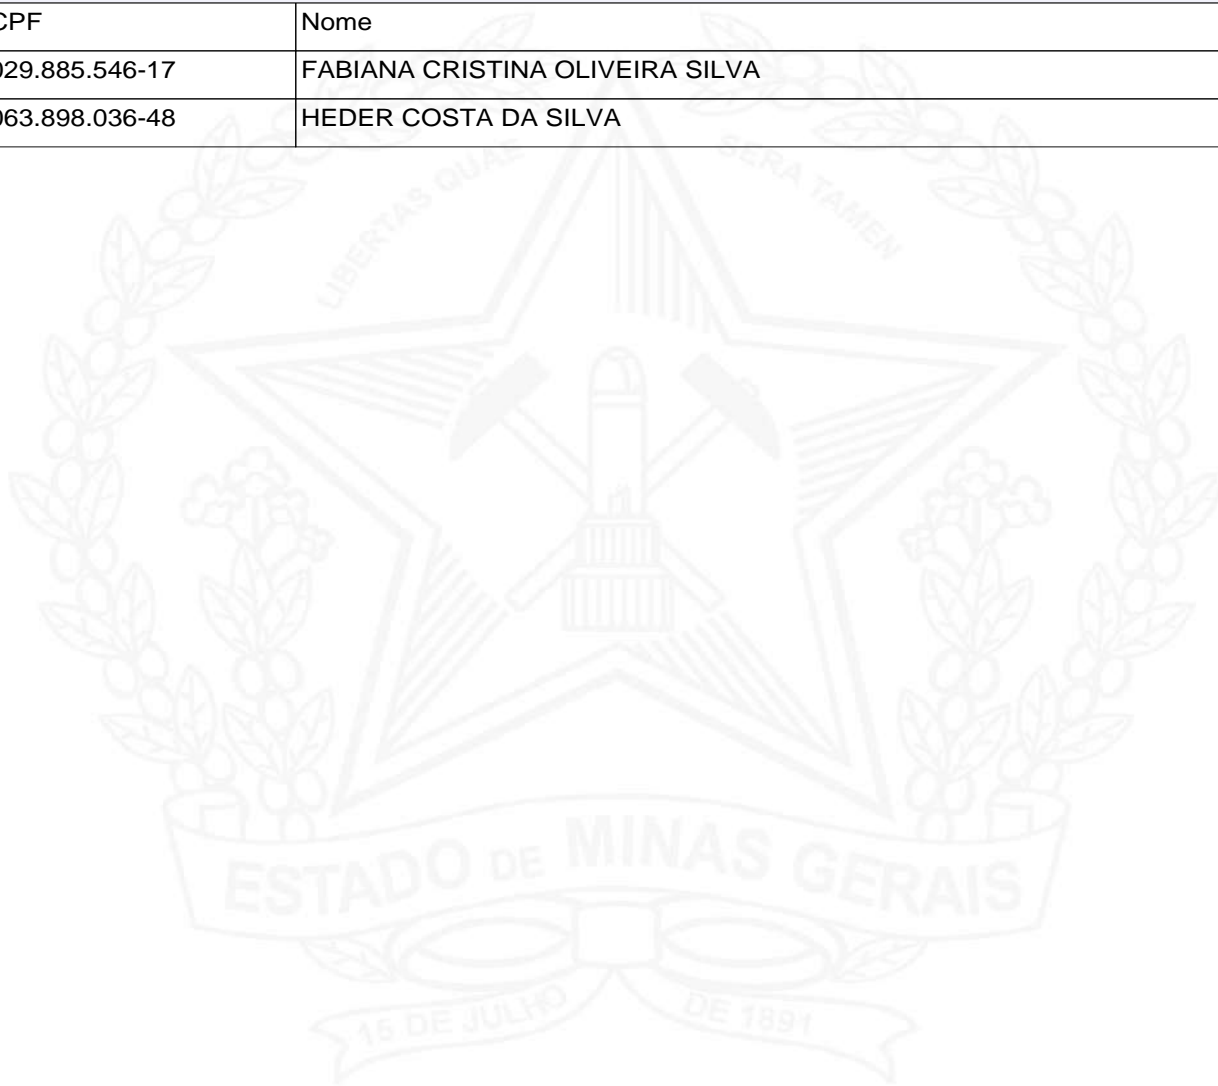 CPF Nome
029.885.546-17 FABIANA CRISTINA OLIVEIRA SILVA
063.898.036-48 HEDER COSTA DA SILVA
LIBERTAS QUAE SERA TAMEN
ESTADO DE MINAS GERAIS
15 DE JULHO DE 1891